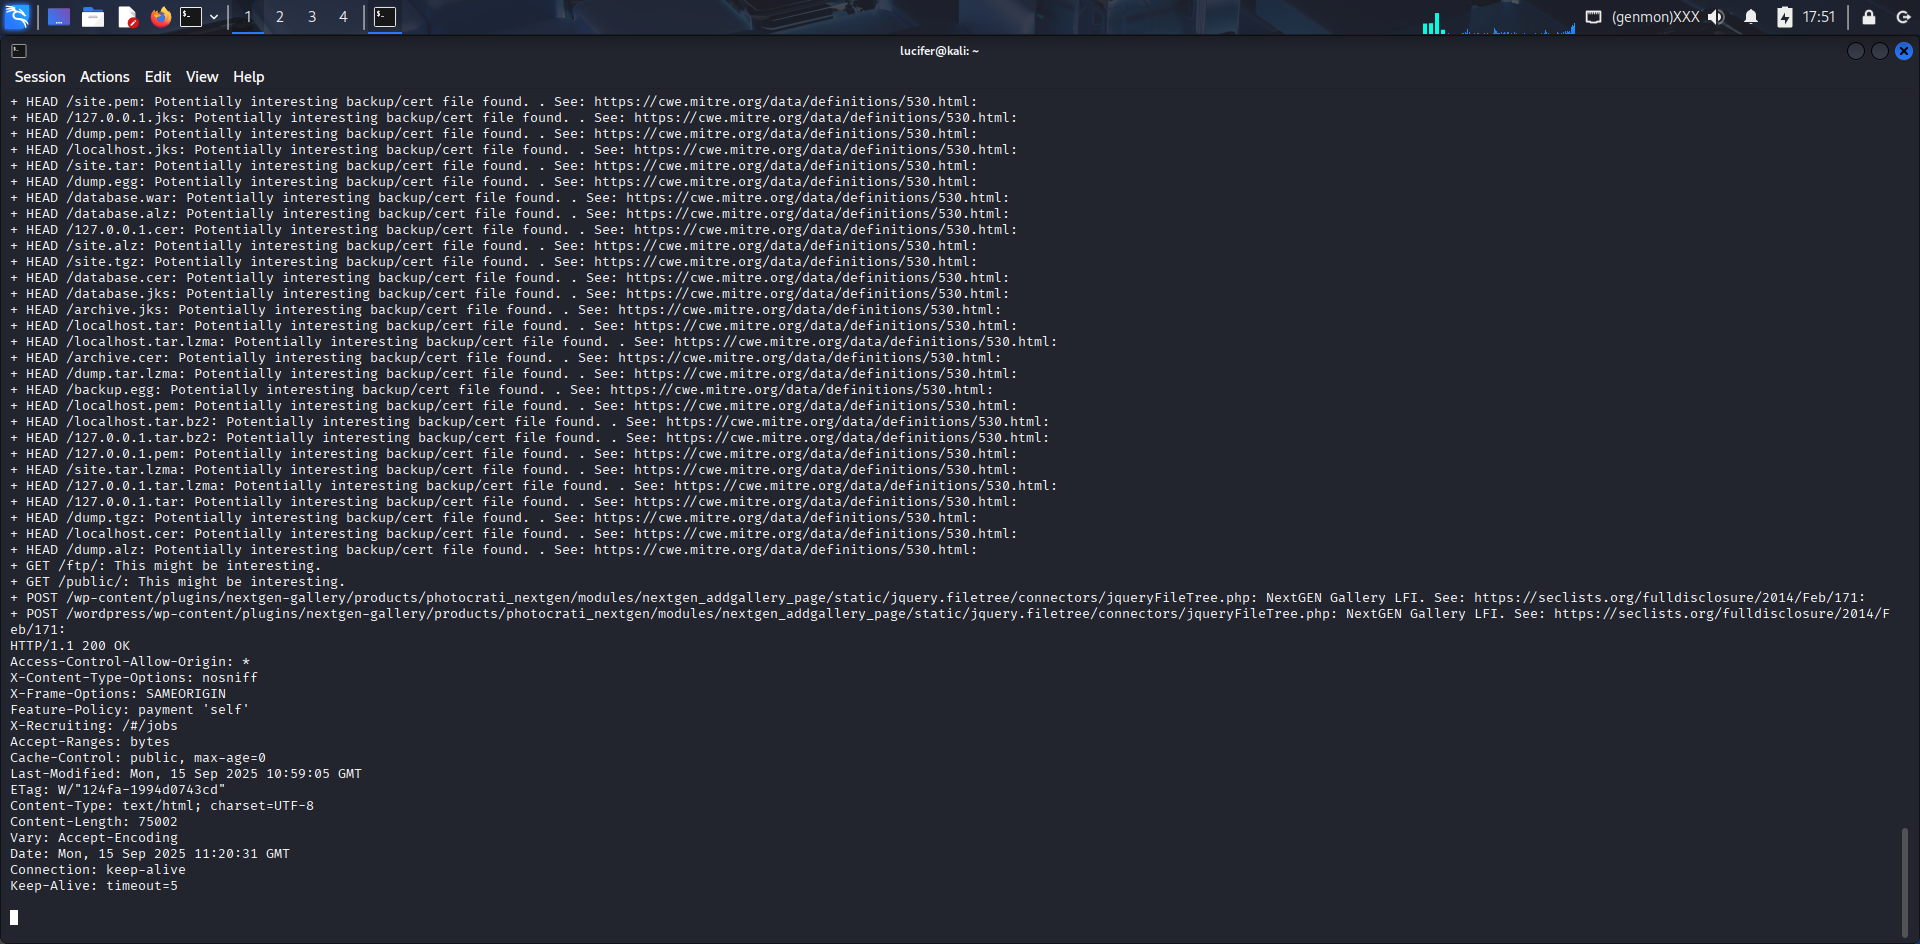 1 2 3 4 (genmon)XXX 17:51
lucifer@kali: ~
Session Actions Edit View Help
+ HEAD /site.pem: Potentially interesting backup/cert file found. . See: https://cwe.mitre.org/data/definitions/530.html:
+ HEAD /127.0.0.1.jks: Potentially interesting backup/cert file found. . See: https://cwe.mitre.org/data/definitions/530.html:
+ HEAD /dump.pem: Potentially interesting backup/cert file found. . See: https://cwe.mitre.org/data/definitions/530.html:
+ HEAD /localhost.jks: Potentially interesting backup/cert file found. . See: https://cwe.mitre.org/data/definitions/530.html:
+ HEAD /site.tar: Potentially interesting backup/cert file found. . See: https://cwe.mitre.org/data/definitions/530.html:
+ HEAD /dump.egg: Potentially interesting backup/cert file found. . See: https://cwe.mitre.org/data/definitions/530.html:
+ HEAD /database.war: Potentially interesting backup/cert file found. . See: https://cwe.mitre.org/data/definitions/530.html:
+ HEAD /database.alz: Potentially interesting backup/cert file found. . See: https://cwe.mitre.org/data/definitions/530.html:
+ HEAD /127.0.0.1.cer: Potentially interesting backup/cert file found. . See: https://cwe.mitre.org/data/definitions/530.html:
+ HEAD /site.alz: Potentially interesting backup/cert file found. . See: https://cwe.mitre.org/data/definitions/530.html:
+ HEAD /site.tgz: Potentially interesting backup/cert file found. . See: https://cwe.mitre.org/data/definitions/530.html:
+ HEAD /database.cer: Potentially interesting backup/cert file found. . See: https://cwe.mitre.org/data/definitions/530.html:
+ HEAD /database.jks: Potentially interesting backup/cert file found. . See: https://cwe.mitre.org/data/definitions/530.html:
+ HEAD /archive.jks: Potentially interesting backup/cert file found. . See: https://cwe.mitre.org/data/definitions/530.html:
+ HEAD /localhost.tar: Potentially interesting backup/cert file found. . See: https://cwe.mitre.org/data/definitions/530.html:
+ HEAD /localhost.tar.lzma: Potentially interesting backup/cert file found. . See: https://cwe.mitre.org/data/definitions/530.html:
+ HEAD /archive.cer: Potentially interesting backup/cert file found. . See: https://cwe.mitre.org/data/definitions/530.html:
+ HEAD /dump.tar.lzma: Potentially interesting backup/cert file found. . See: https://cwe.mitre.org/data/definitions/530.html:
+ HEAD /backup.egg: Potentially interesting backup/cert file found. . See: https://cwe.mitre.org/data/definitions/530.html:
+ HEAD /localhost.pem: Potentially interesting backup/cert file found. . See: https://cwe.mitre.org/data/definitions/530.html:
+ HEAD /localhost.tar.bz2: Potentially interesting backup/cert file found. . See: https://cwe.mitre.org/data/definitions/530.html:
+ HEAD /127.0.0.1.tar.bz2: Potentially interesting backup/cert file found. . See: https://cwe.mitre.org/data/definitions/530.html:
+ HEAD /127.0.0.1.pem: Potentially interesting backup/cert file found. . See: https://cwe.mitre.org/data/definitions/530.html:
+ HEAD /site.tar.lzma: Potentially interesting backup/cert file found. . See: https://cwe.mitre.org/data/definitions/530.html:
+ HEAD /127.0.0.1.tar.lzma: Potentially interesting backup/cert file found. . See: https://cwe.mitre.org/data/definitions/530.html:
+ HEAD /127.0.0.1.tar: Potentially interesting backup/cert file found. . See: https://cwe.mitre.org/data/definitions/530.html:
+ HEAD /dump.tgz: Potentially interesting backup/cert file found. . See: https://cwe.mitre.org/data/definitions/530.html:
+ HEAD /localhost.cer: Potentially interesting backup/cert file found. . See: https://cwe.mitre.org/data/definitions/530.html:
+ HEAD /dump.alz: Potentially interesting backup/cert file found. . See: https://cwe.mitre.org/data/definitions/530.html:
+ GET /ftp/: This might be interesting.
+ GET /public/: This might be interesting.
+ POST /wp-content/plugins/nextgen-gallery/products/photocrati_nextgen/modules/nextgen_addgallery_page/static/jquery.filetree/connectors/jqueryFileTree.php: NextGEN Gallery LFI. See: https://seclists.org/fulldisclosure/2014/Feb/171:
+ POST /wordpress/wp-content/plugins/nextgen-gallery/products/photocrati_nextgen/modules/nextgen_addgallery_page/static/jquery.filetree/connectors/jqueryFileTree.php: NextGEN Gallery LFI. See: https://seclists.org/fulldisclosure/2014/F
eb/171:
HTTP/1.1 200 OK
Access-Control-Allow-Origin: *
X-Content-Type-Options: nosniff
X-Frame-Options: SAMEORIGIN
Feature-Policy: payment 'self'
X-Recruiting: /#/jobs
Accept-Ranges: bytes
Cache-Control: public, max-age=0
Last-Modified: Mon, 15 Sep 2025 10:59:05 GMT
ETag: W/"124fa-1994d0743cd"
Content-Type: text/html; charset=UTF-8
Content-Length: 75002
Vary: Accept-Encoding
Date: Mon, 15 Sep 2025 11:20:31 GMT
Connection: keep-alive
Keep-Alive: timeout=5